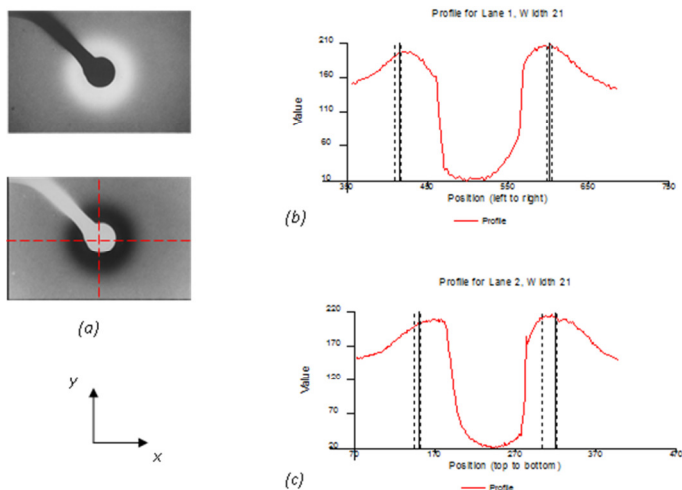 (a)
y
x
Profile for Lane 1, Width 21
Value
210
160
110
60
10
350 450 550 650 750
Position (left to right)
Profile
(b)
Profile for Lane 2, Width 21
Value
220
170
120
70
20
70 170 270 370 470
Position (top to bottom)
Profile
(c)